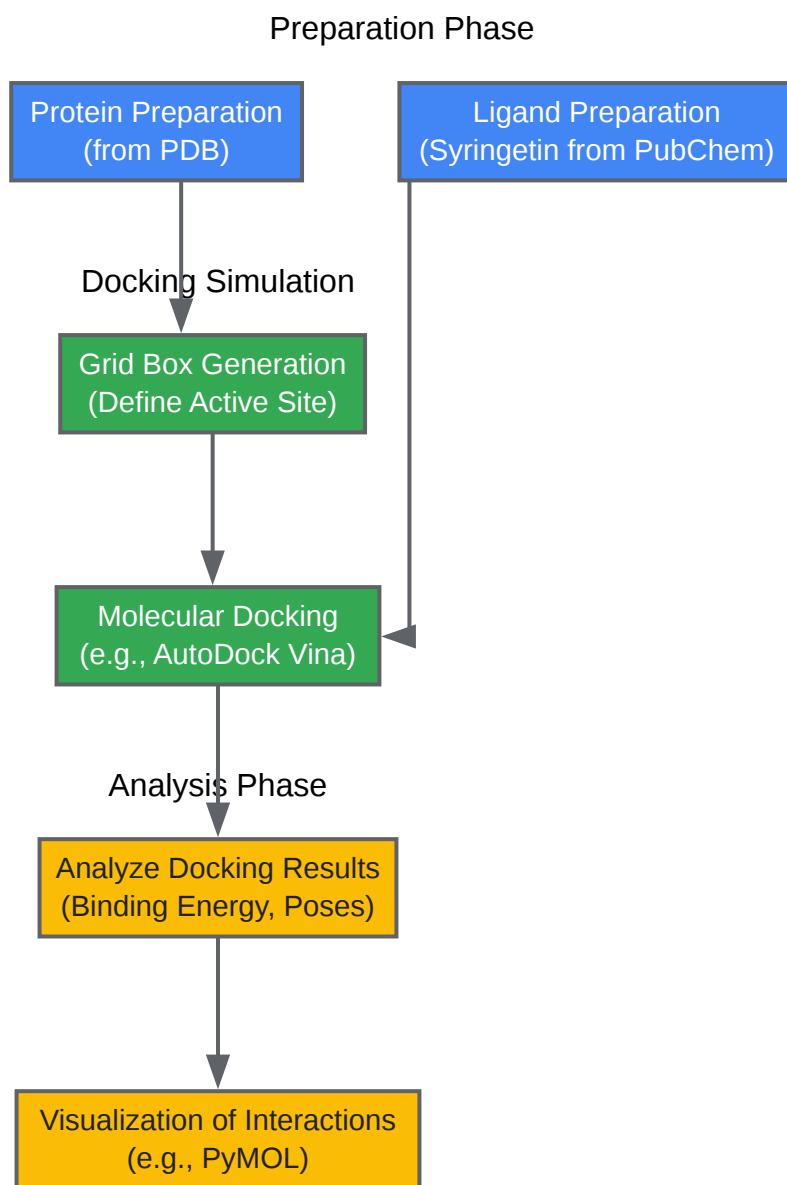 Preparation Phase
Protein Preparation
(from PDB)
Ligand Preparation
(Syringetin from PubChem)
Docking Simulation
Grid Box Generation
(Define Active Site)
Molecular Docking
(e.g., AutoDock Vina)
Analysis Phase
Analyze Docking Results
(Binding Energy, Poses)
Visualization of Interactions
(e.g., PyMOL)